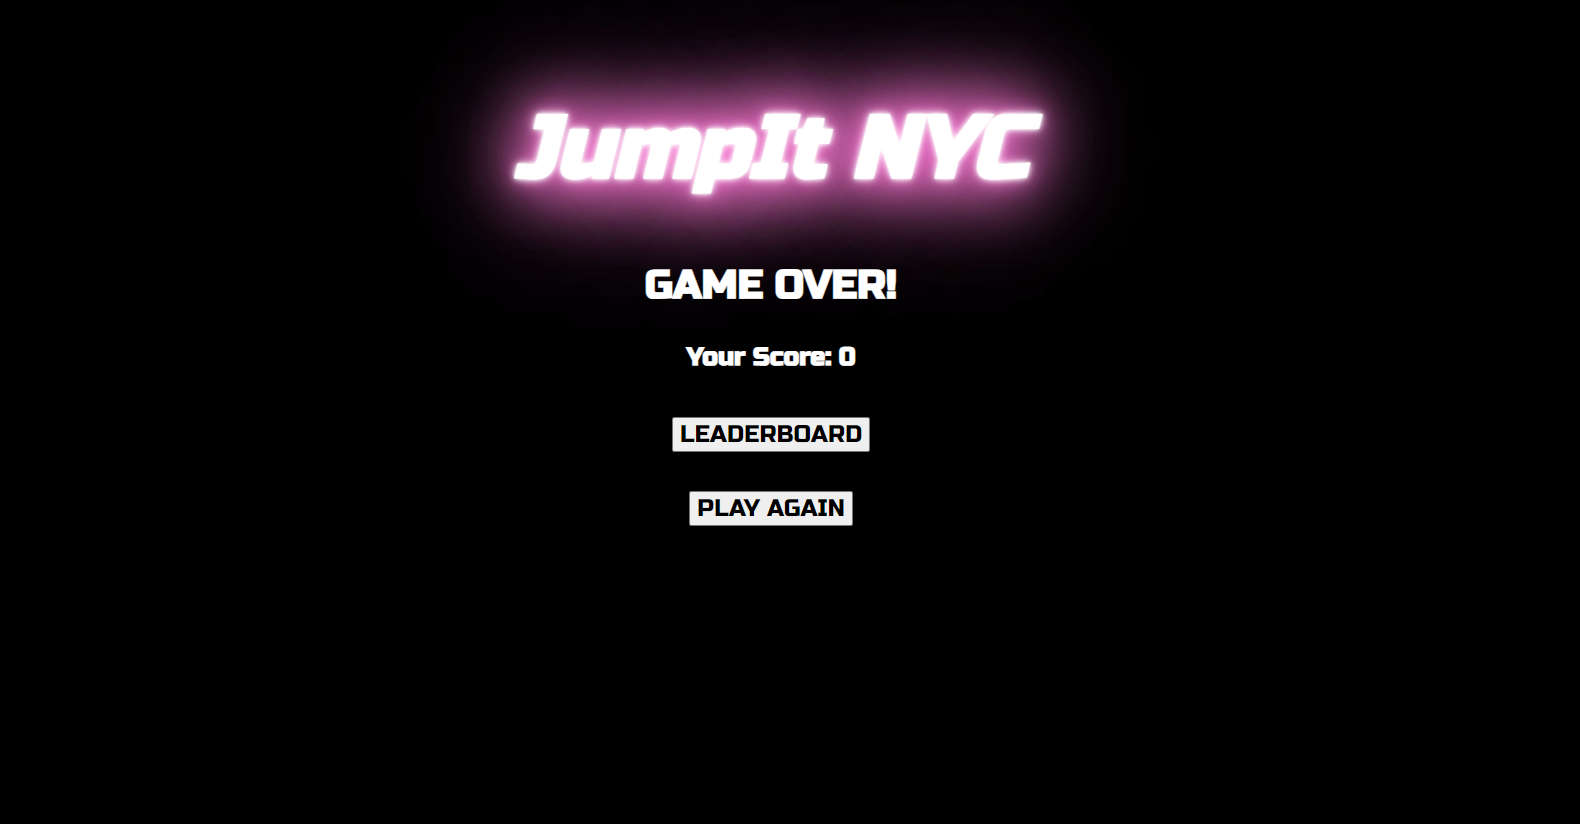 JumpIt NYC
GAME OVER!
Your Score: 0
LEADERBOARD
PLAY AGAIN